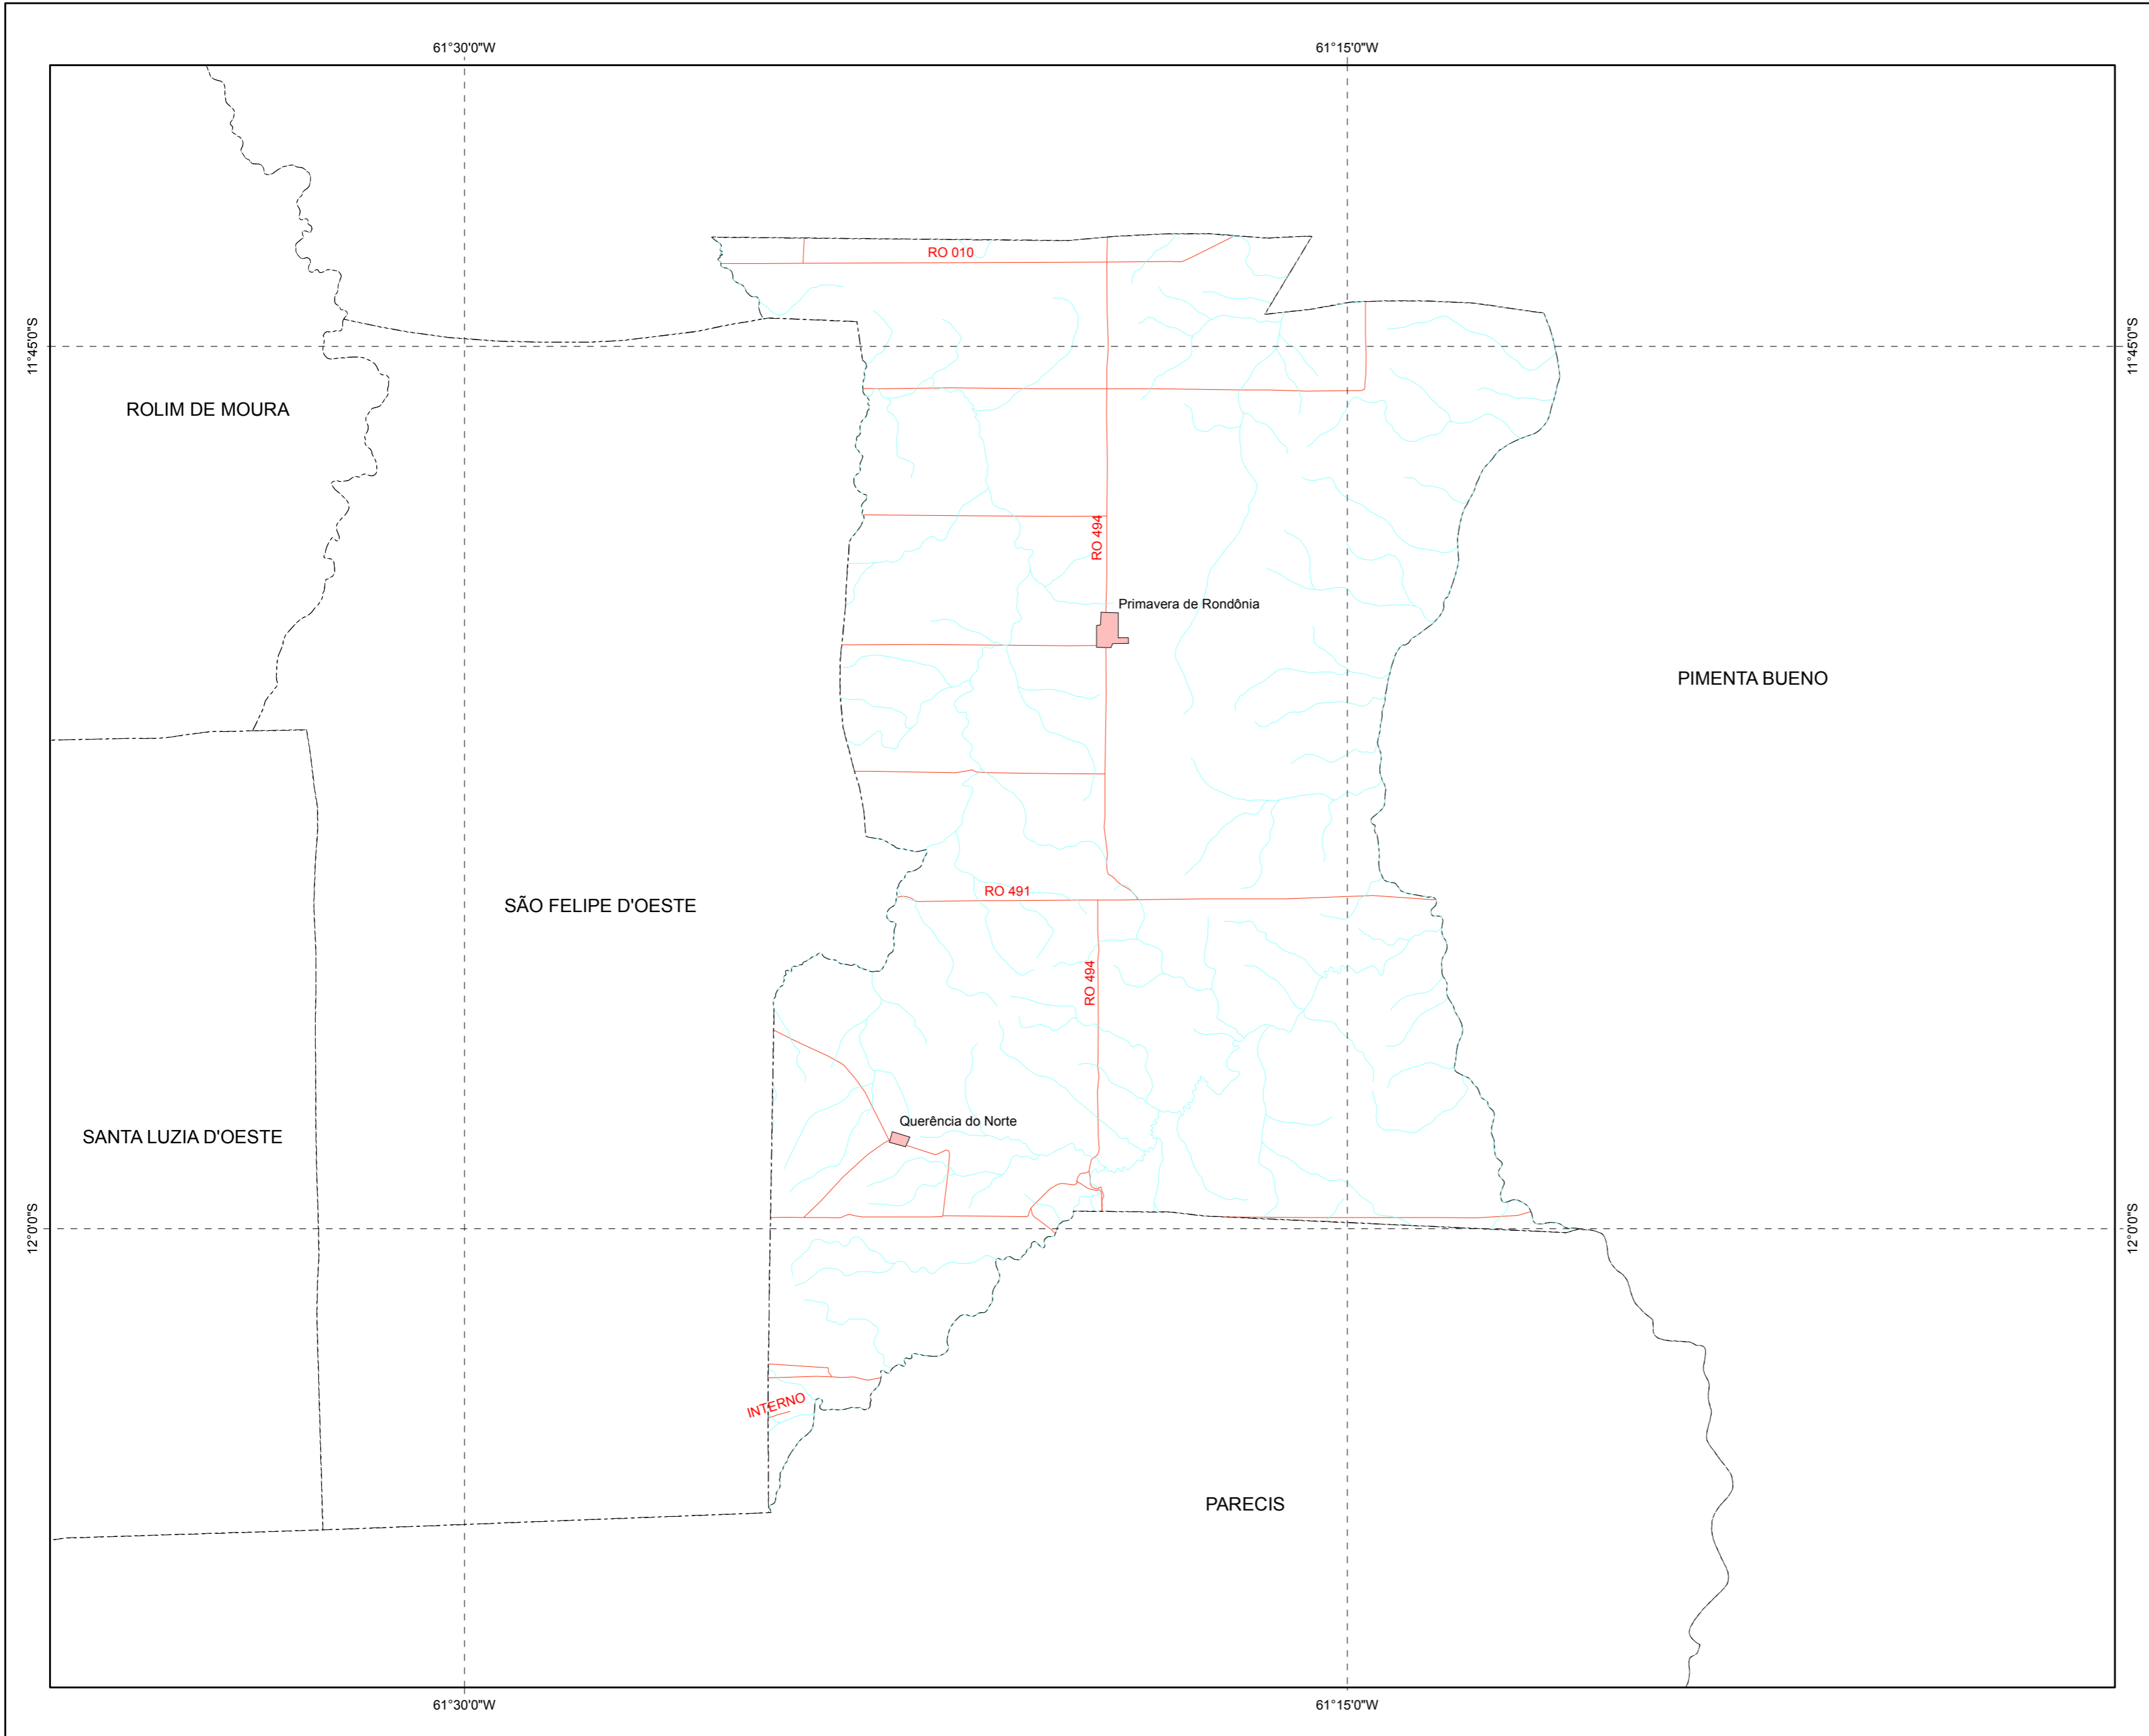 61°30'0"W
61°15'0"W
RO 010
11°45'0"S
11°45'0"S
ROLIM DE MOURA
RO 494
Primavera de Rondônia
PIMENTA BUENO
RO 491
SÃO FELIPE D'OESTE
RO 494
Querência do Norte
SANTA LUZIA D'OESTE
12°0'0"S
12°0'0"S
INTERNO
PARECIS
61°30'0"W
61°15'0"W